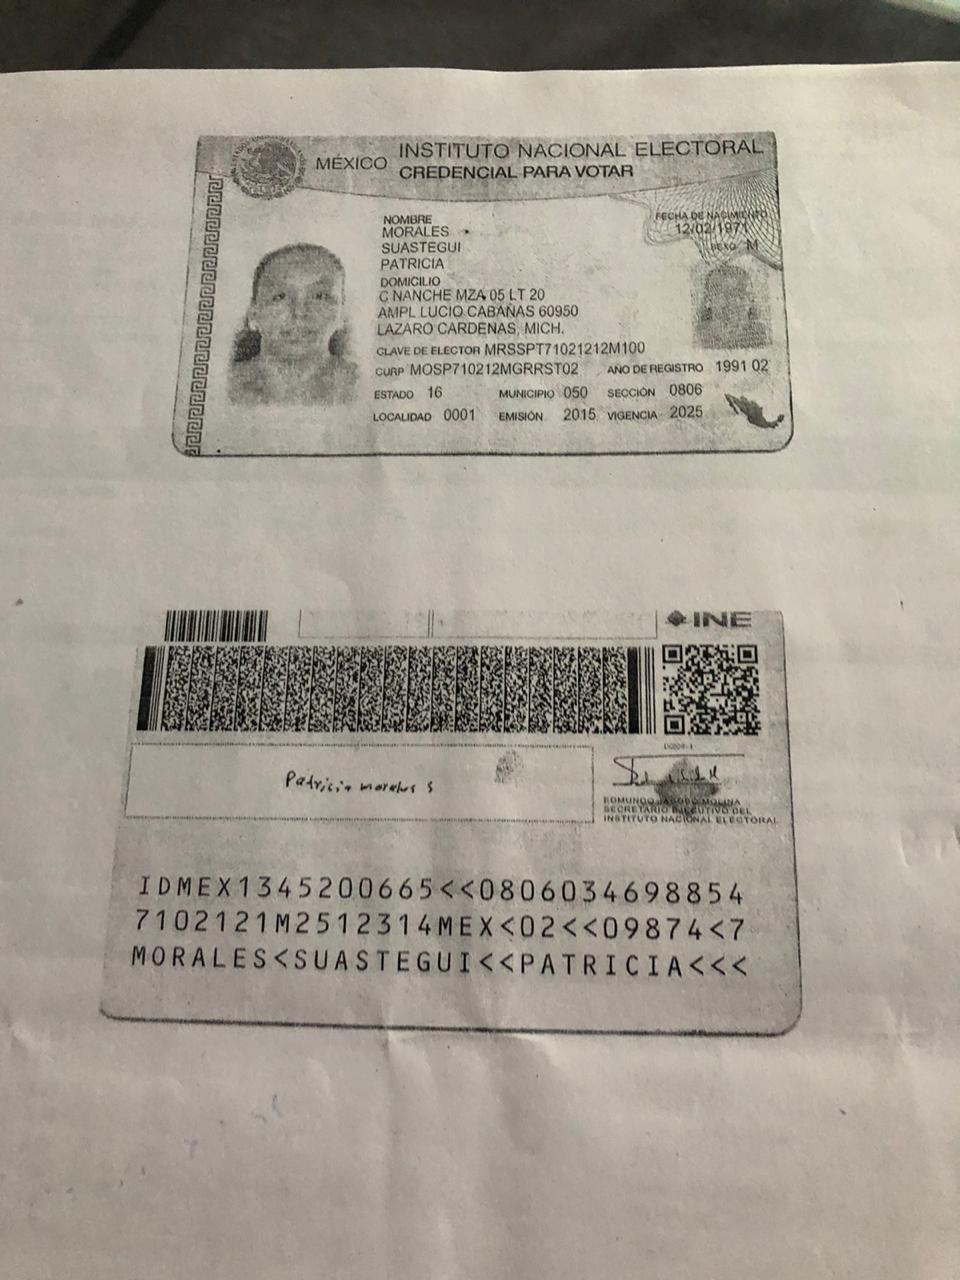 MÉXICO
INSTITUTO NACIONAL ELECTORAL
CREDENCIAL PARA VOTAR
NOMBRE
MORALES
SUASTEGUI
PATRICIA
FECHA DE NACIMIENTO
12/02/1971
SEXO M
DOMICILIO
C NANCHE MZA 05 LT 20
AMPL LUCIO CABAÑAS 60950
LAZARO CARDENAS, MICH.
CLAVE DE ELECTOR MRSSPT71021212M100
CURP MOSP710212MGRRST02 AÑO DE REGISTRO 1991 02
ESTADO 16 MUNICIPIO 050 SECCIÓN 0806
LOCALIDAD 0001 EMISIÓN 2015 VIGENCIA 2025
INE
Patricia morales s
EDMUNDO JACOBO MOLINA
SECRETARIO EJECUTIVO DEL
INSTITUTO NACIONAL ELECTORAL
IDMEX1345200665<<0806034698854
7102121M2512314MEX<02<<09874<7
MORALES<SUASTEGUI<<PATRICIA<<<